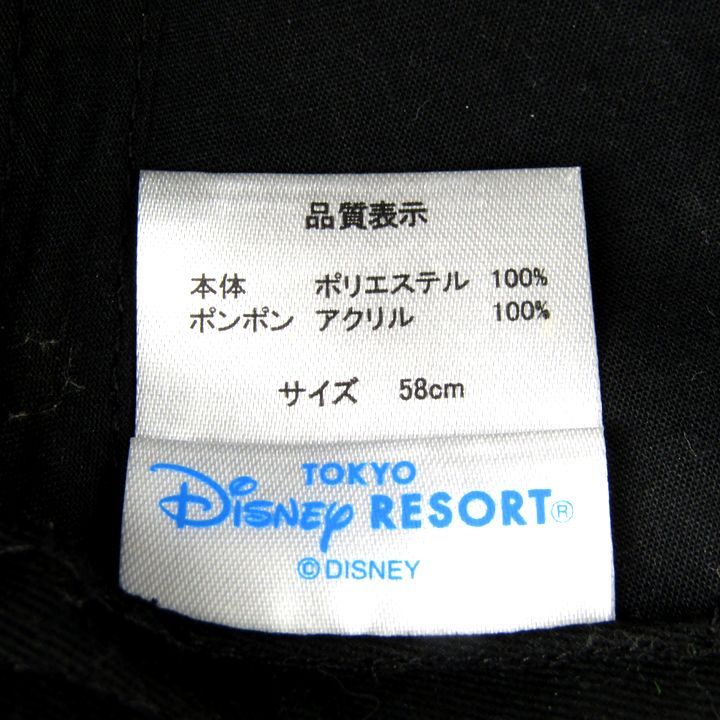 品質表示
本体 ポリエステル 100%
ポンポン アクリル 100%
サイズ 58cm
TOKYO
Disney RESORT®
©DISNEY